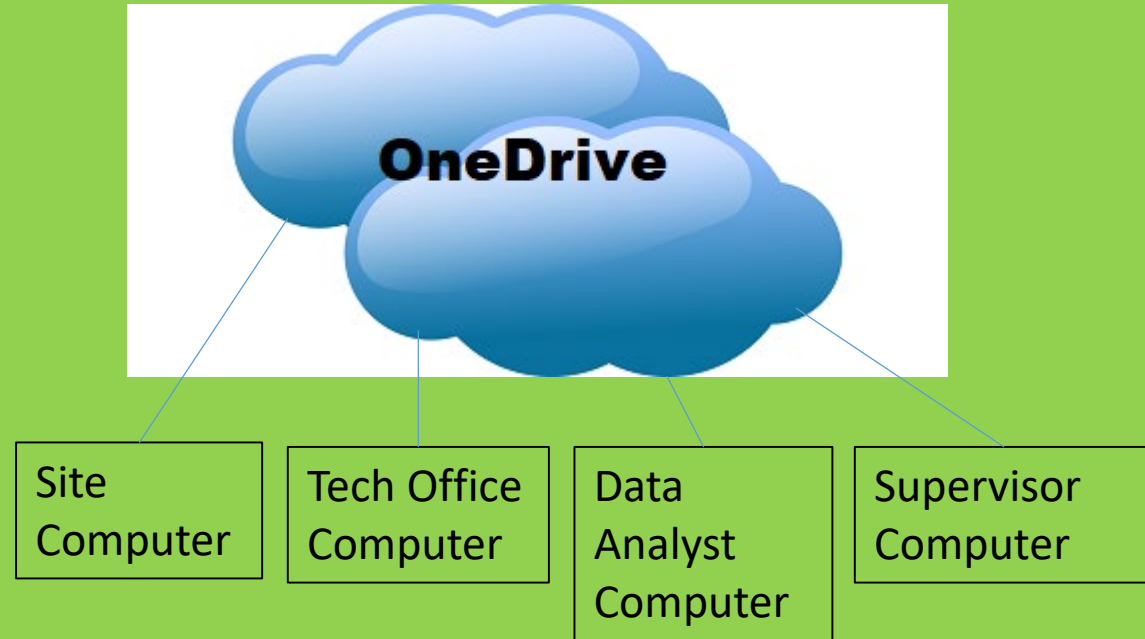 OneDrive
Site
Computer
Tech Office
Computer
Data
Analyst
Computer
Supervisor
Computer